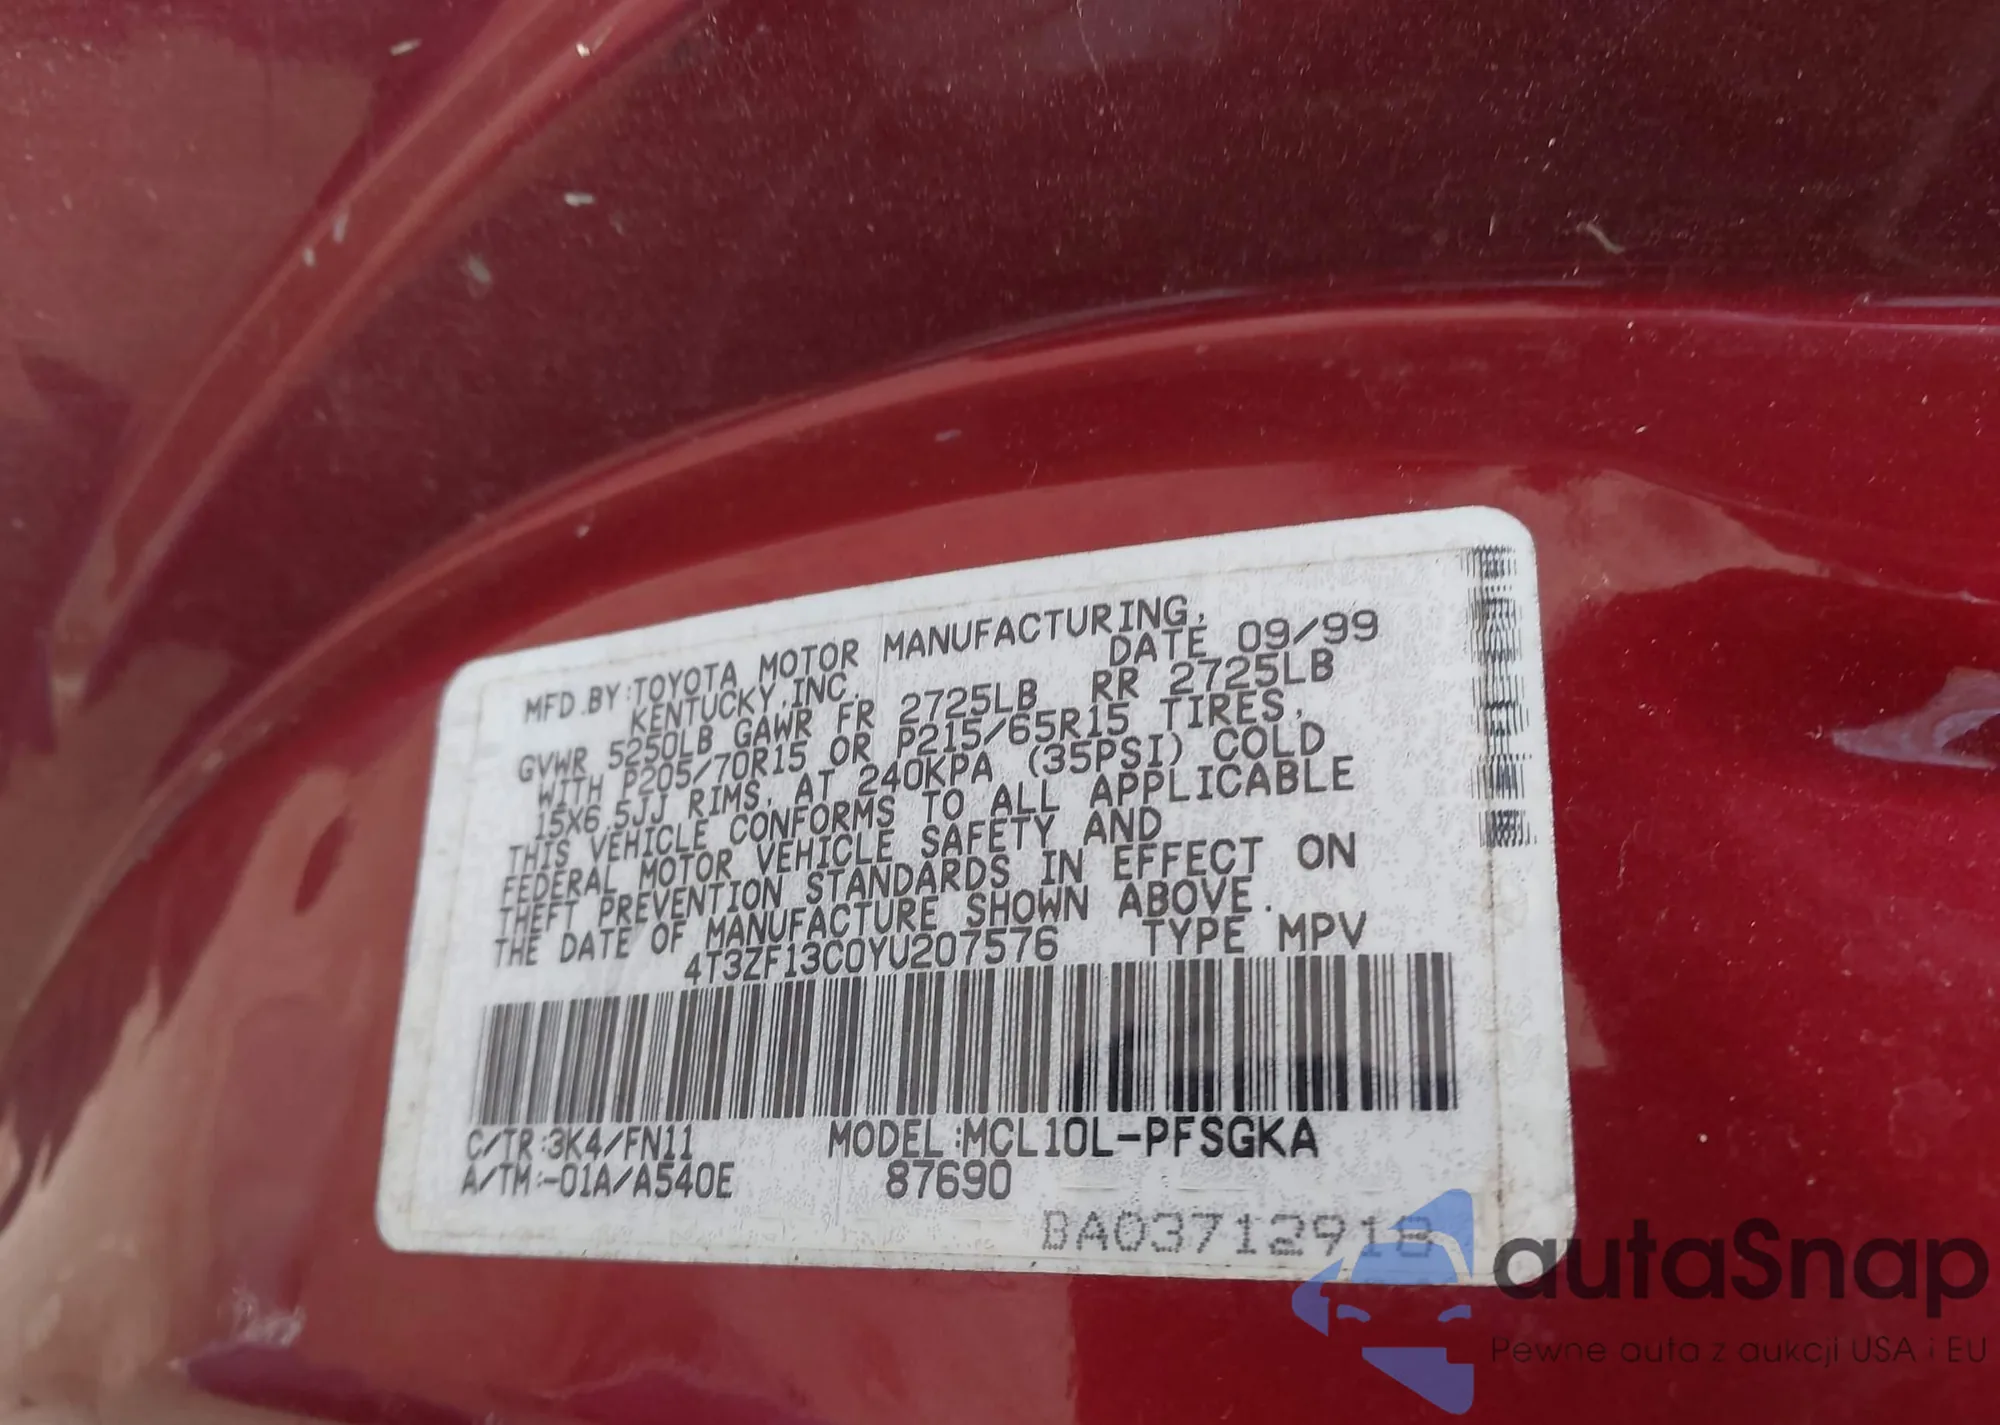 MFD.BY:TOYOTA MOTOR MANUFACTURING,
KENTUCKY,INC. DATE 09/99
GVWR 5250LB GAWR FR 2725LB RR 2725LB
WITH P205/70R15 OR P215/65R15 TIRES,
15X6.5JJ RIMS, AT 240KPA (35PSI) COLD
THIS VEHICLE CONFORMS TO ALL APPLICABLE
FEDERAL MOTOR VEHICLE SAFETY AND
THEFT PREVENTION STANDARDS IN EFFECT ON
THE DATE OF MANUFACTURE SHOWN ABOVE.
4T3ZF13C0YU207576 TYPE MPV
C/TR:3K4/FN11 MODEL:MCL10L-PFSGKA
A/TM:-01A/A540E 87690
BA03712918
autaSnap
Pewne auta z aukcji USA i EU